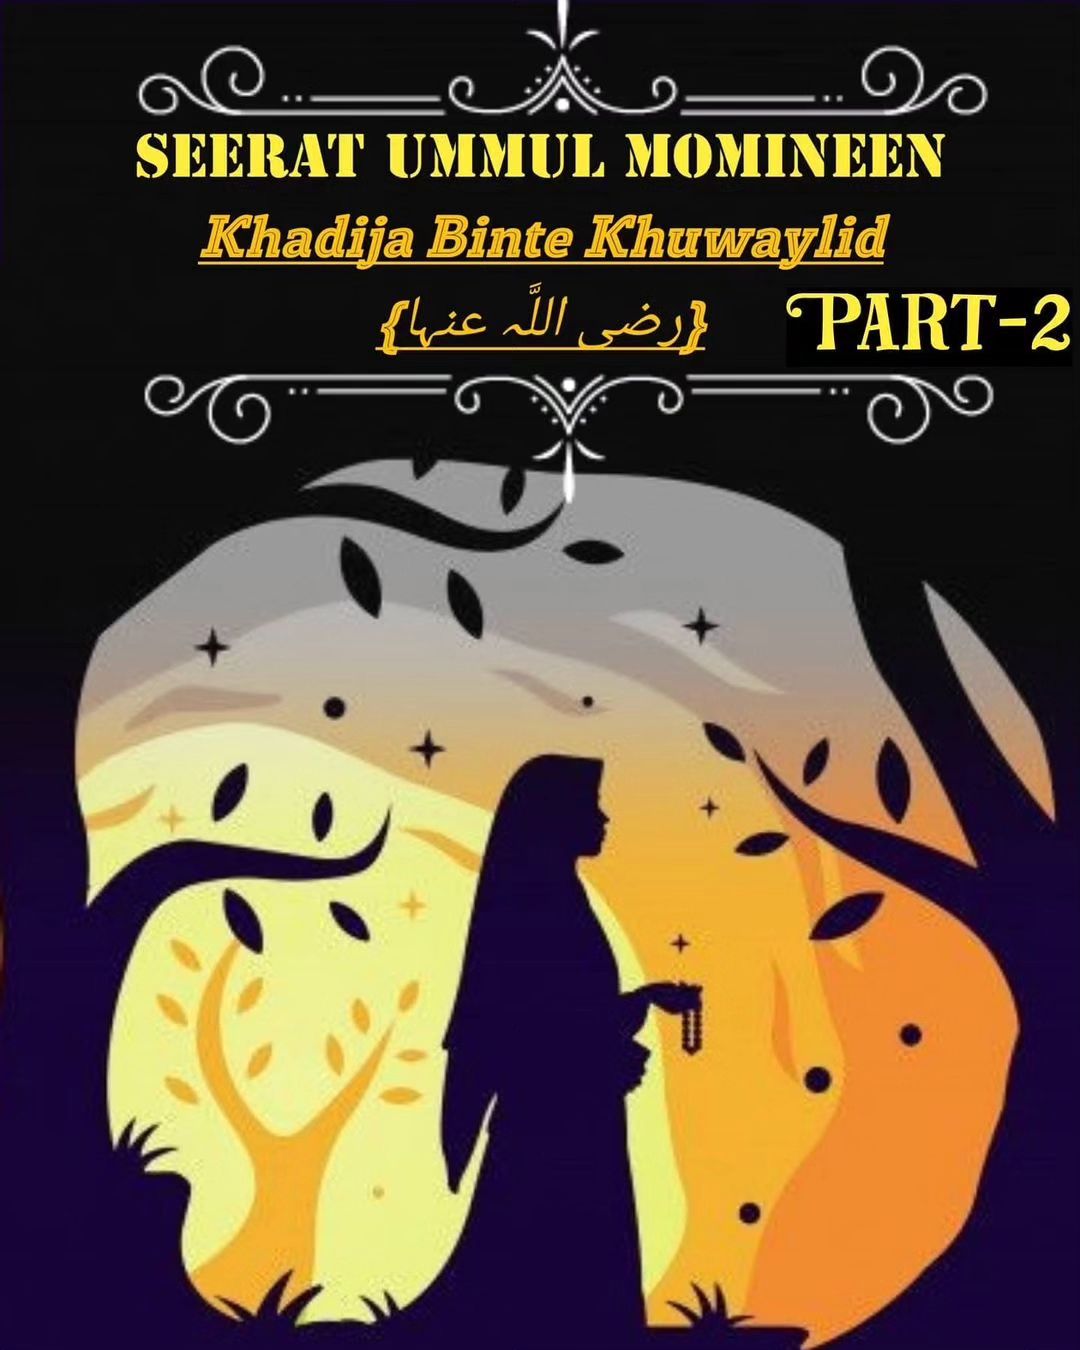 SEERAT UMMUL MOMINEEN
Khadija Binte Khuwaylid
{رضی اللَّہ عنہا}
PART-2